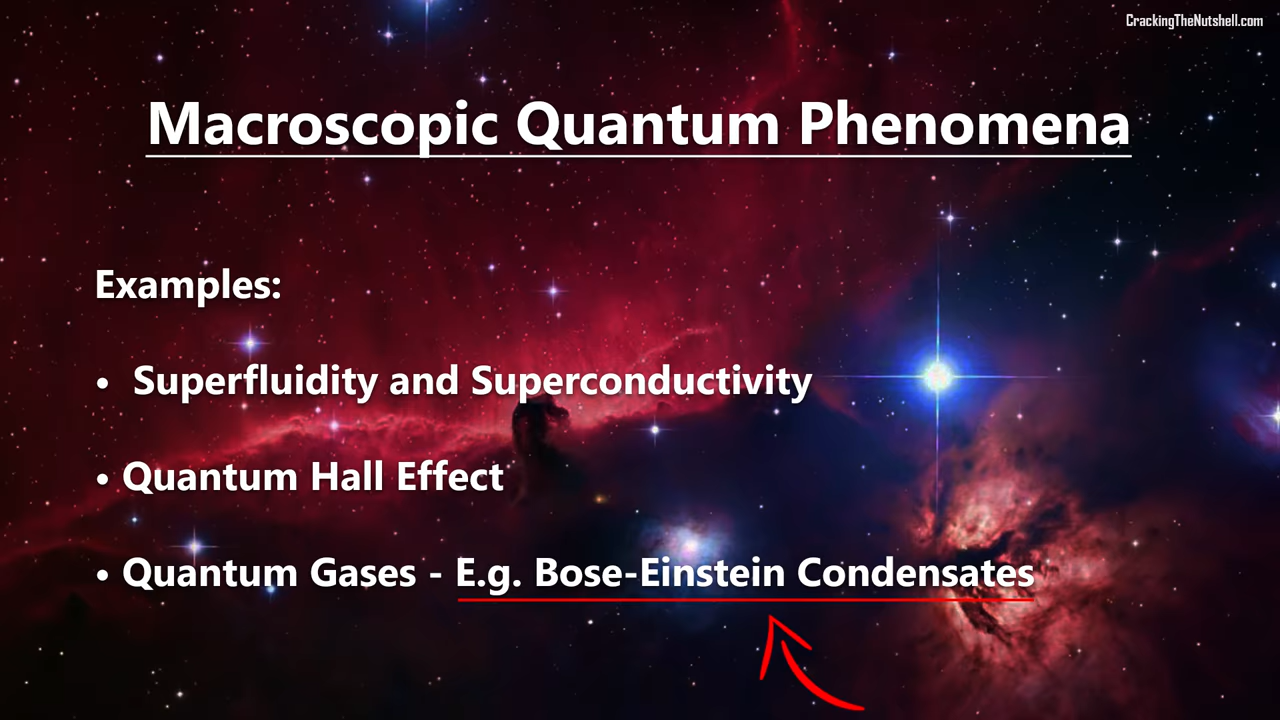 CrackingTheNutshell.com
Macroscopic Quantum Phenomena
Examples:
• Superfluidity and Superconductivity
• Quantum Hall Effect
• Quantum Gases - E.g. Bose-Einstein Condensates